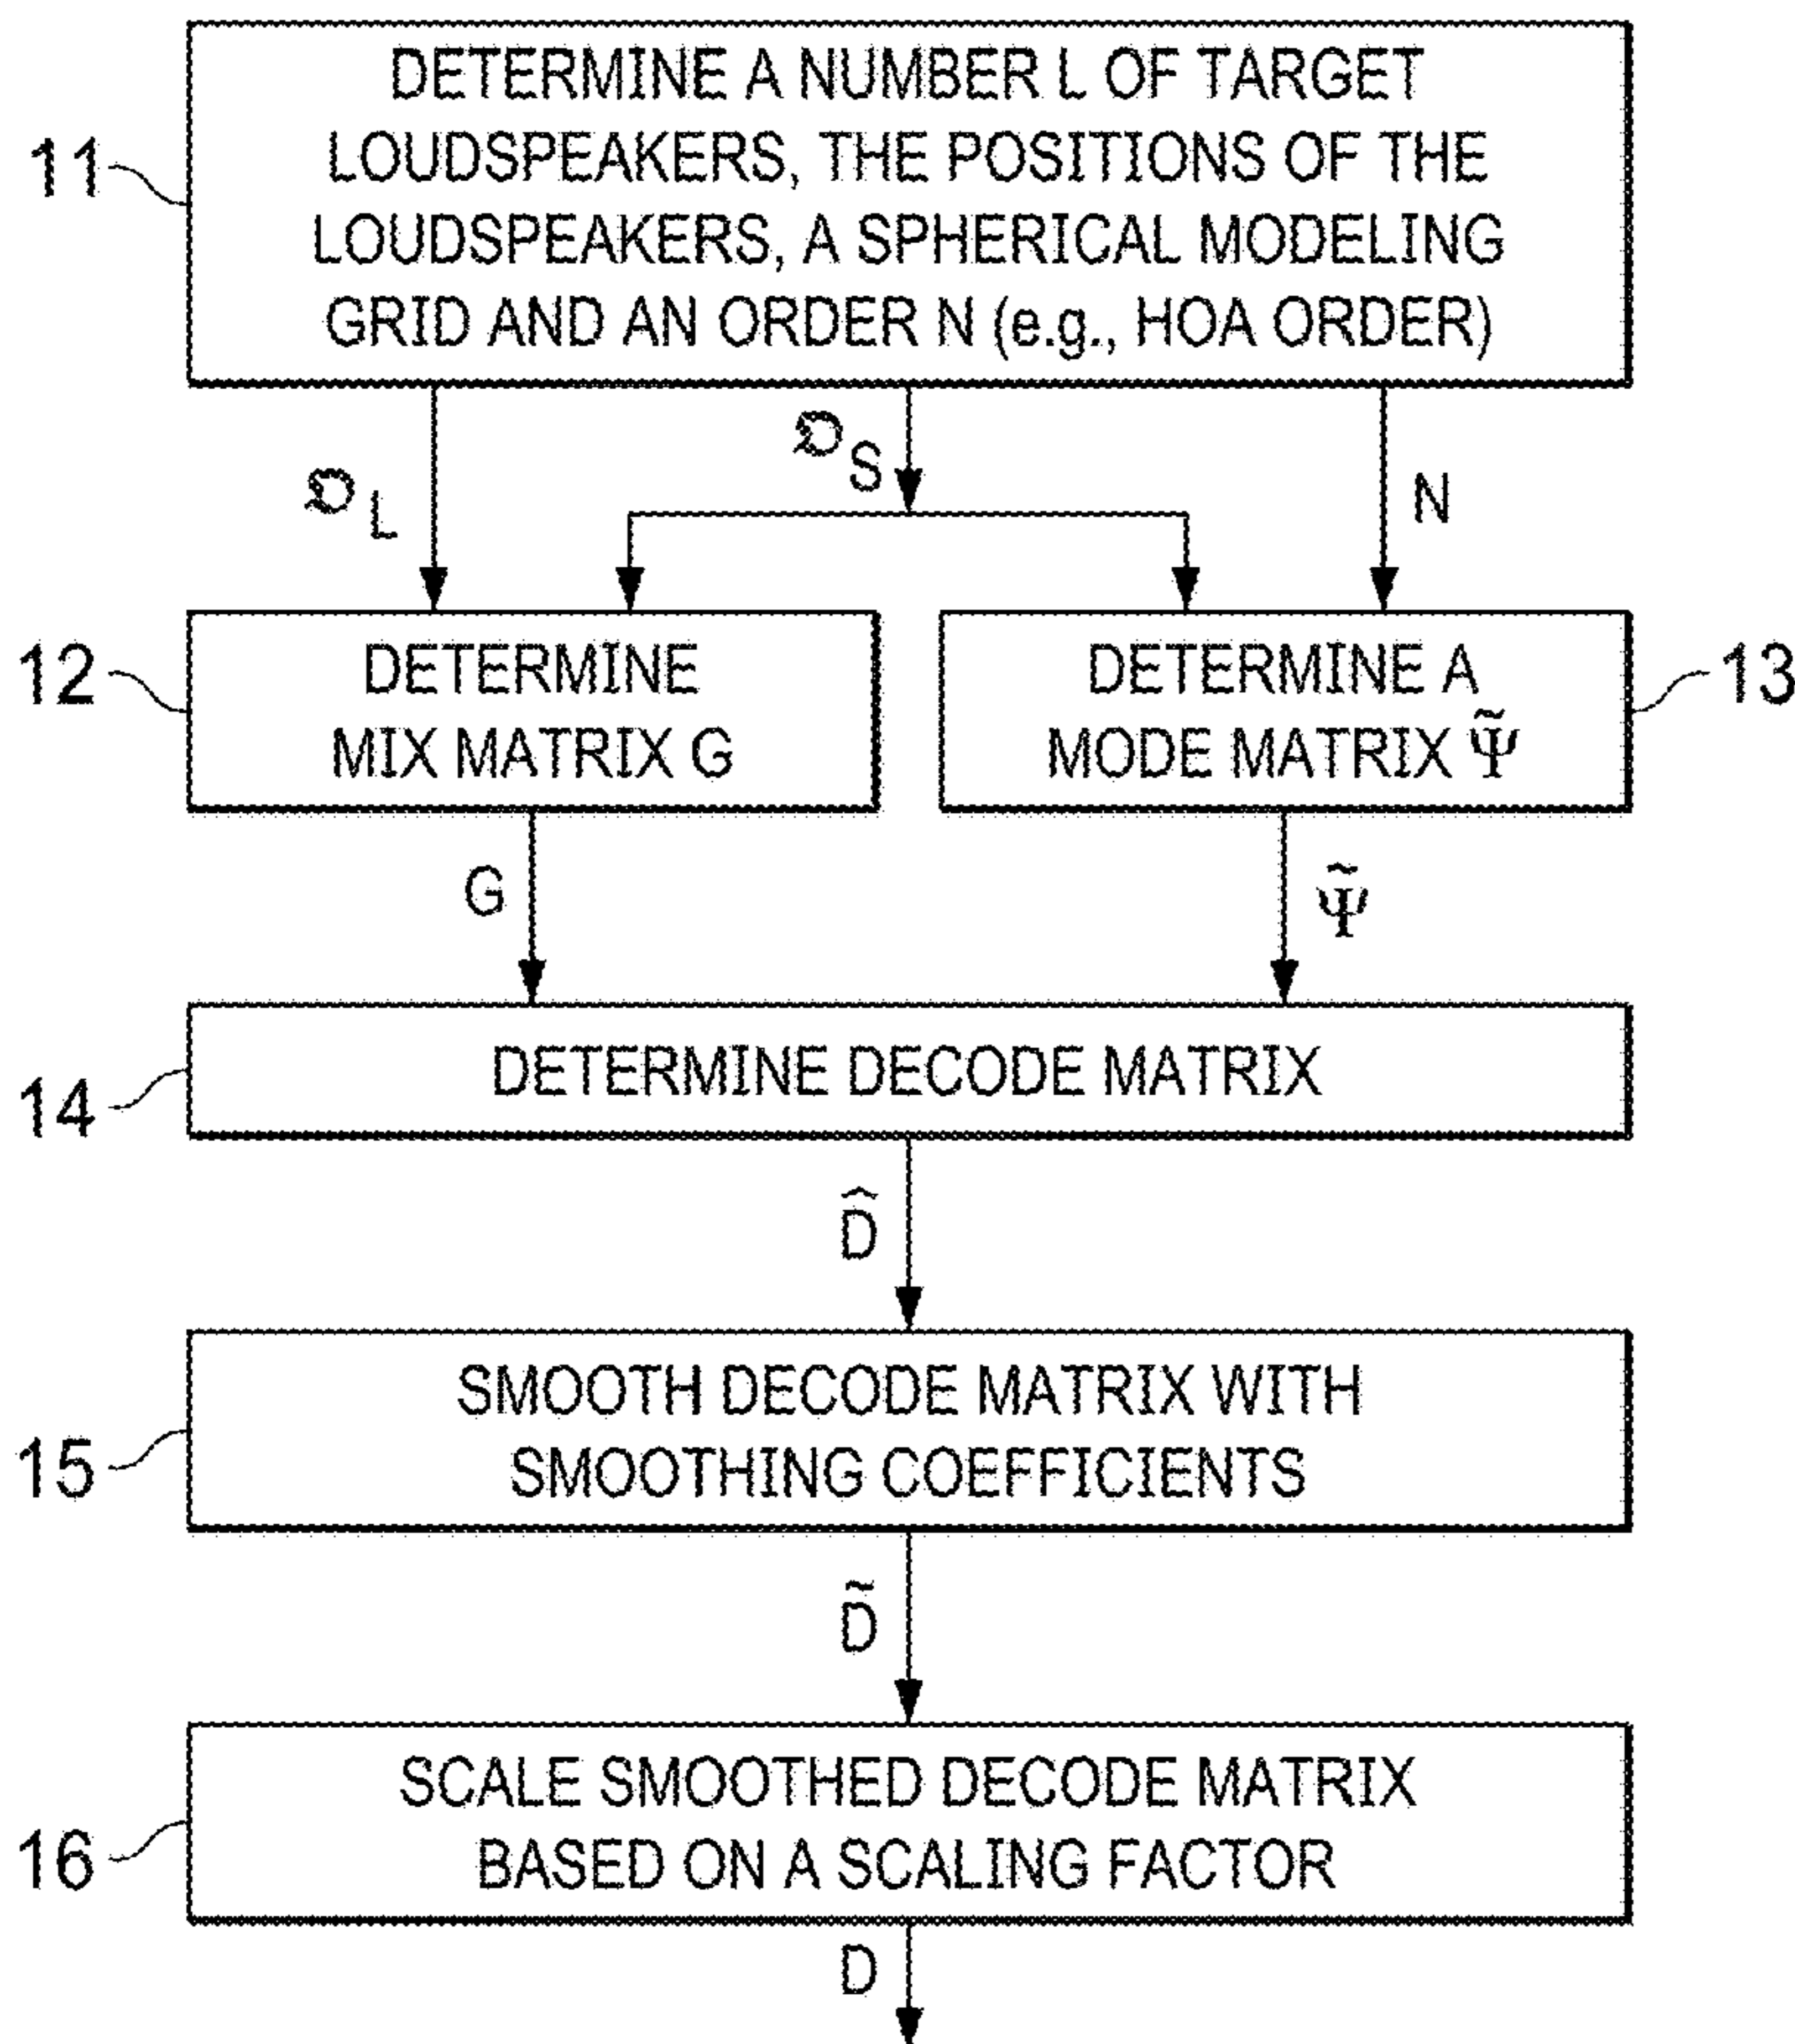 DETERMINE A NUMBER L OF TARGET
LOUDSPEAKERS, THE POSITIONS OF THE
LOUDSPEAKERS, A SPHERICAL MODELING
GRID AND AN ORDER N (e.g., HOA ORDER)
11
𝔇S
𝔇L
N
12
DETERMINE
MIX MATRIX G
DETERMINE A
MODE MATRIX Ψ̃
13
G
Ψ̃
14
DETERMINE DECODE MATRIX
D̂
15
SMOOTH DECODE MATRIX WITH
SMOOTHING COEFFICIENTS
D̃
16
SCALE SMOOTHED DECODE MATRIX
BASED ON A SCALING FACTOR
D